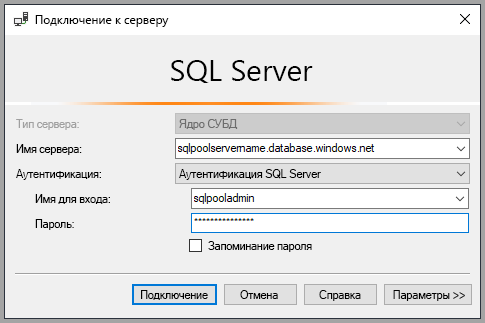 Подключение к серверу
SQL Server
Тип сервера: Ядро СУБД
Имя сервера: sqlpoolservername.database.windows.net
Аутентификация: Аутентификация SQL Server
Имя для входа: sqlpooladmin
Пароль: ***************
Запоминание пароля
Подключение Отмена Справка Параметры >>